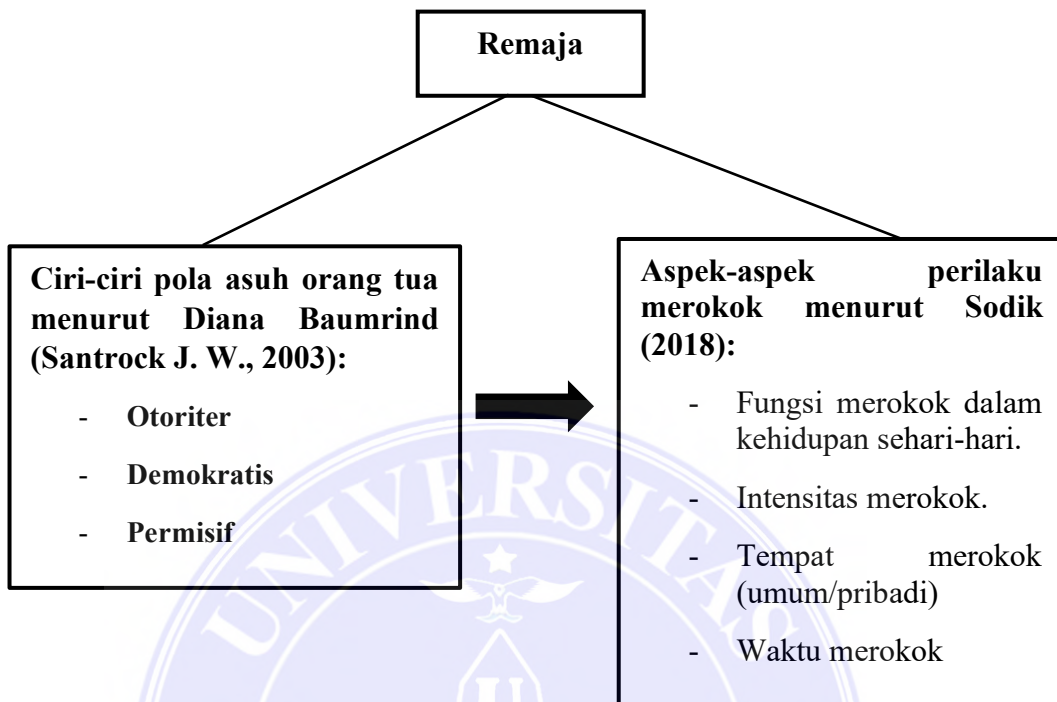 Remaja
Ciri-ciri pola asuh orang tua
menurut Diana Baumrind
(Santrock J. W., 2003):
- Otoriter
- Demokratis
- Permisif
Aspek-aspek perilaku
merokok menurut Sodik
(2018):
- Fungsi merokok dalam
kehidupan sehari-hari.
- Intensitas merokok.
- Tempat merokok
(umum/pribadi)
- Waktu merokok
UNIVERSITAS